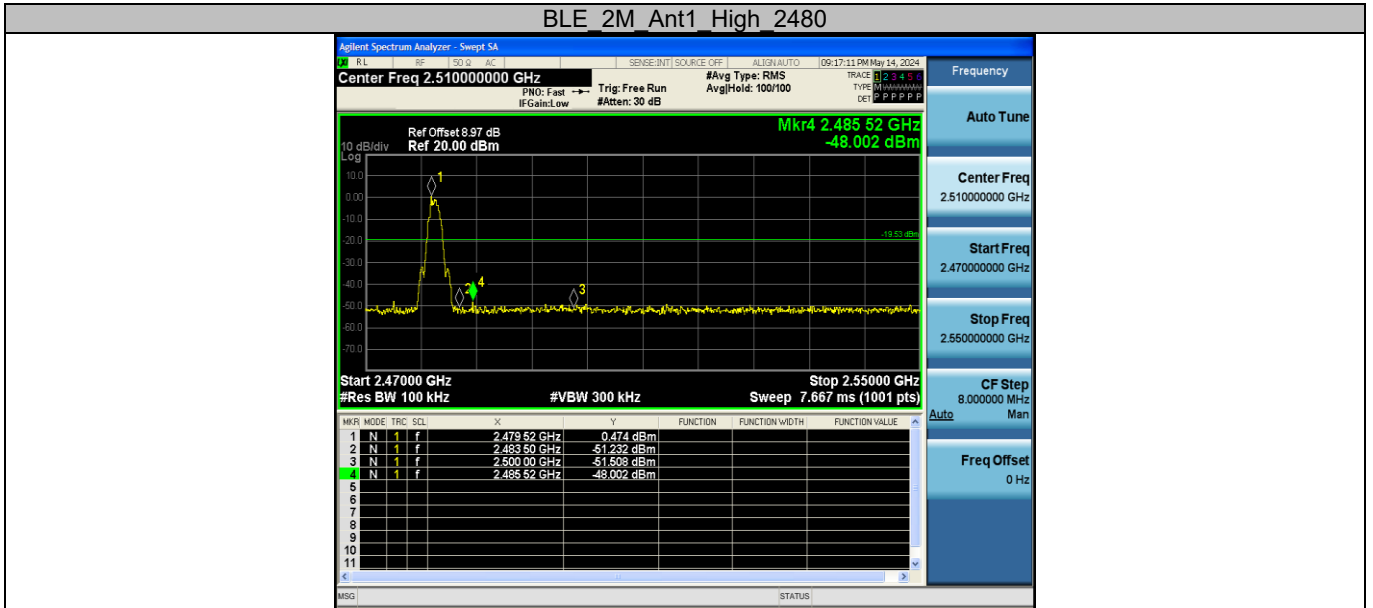 BLE_2M_Ant1_High_2480
Agilent Spectrum Analyzer - Swept SA
LXI RL RF 50 Ω AC SENSE:INT SOURCE OFF ALIGNAUTO 09:17:11 PM May 14, 2024
Center Freq 2.510000000 GHz
PNO: Fast
IFGain:Low
Trig: Free Run
#Atten: 30 dB
#Avg Type: RMS
Avg|Hold: 100/100
TRACE 1 2 3 4 5 6
TYPE M
DET P P P P P P
Mkr4 2.485 52 GHz
-48.002 dBm
Ref Offset 8.97 dB
10 dB/div Ref 20.00 dBm
Log
10.0
0.00
-10.0
-20.0
-30.0
-40.0
-50.0
-60.0
-70.0
1
2
4
3
-19.53 dBm
Start 2.47000 GHz Stop 2.55000 GHz
#Res BW 100 kHz #VBW 300 kHz Sweep 7.667 ms (1001 pts)
MKR MODE TRC SCL X Y FUNCTION FUNCTION WIDTH FUNCTION VALUE
1 N 1 f 2.479 52 GHz 0.474 dBm
2 N 1 f 2.483 50 GHz -51.232 dBm
3 N 1 f 2.500 00 GHz -51.508 dBm
4 N 1 f 2.485 52 GHz -48.002 dBm
5
6
7
8
9
10
11
MSG STATUS
Frequency
Auto Tune
Center Freq
2.510000000 GHz
Start Freq
2.470000000 GHz
Stop Freq
2.550000000 GHz
CF Step
8.000000 MHz
Auto Man
Freq Offset
0 Hz